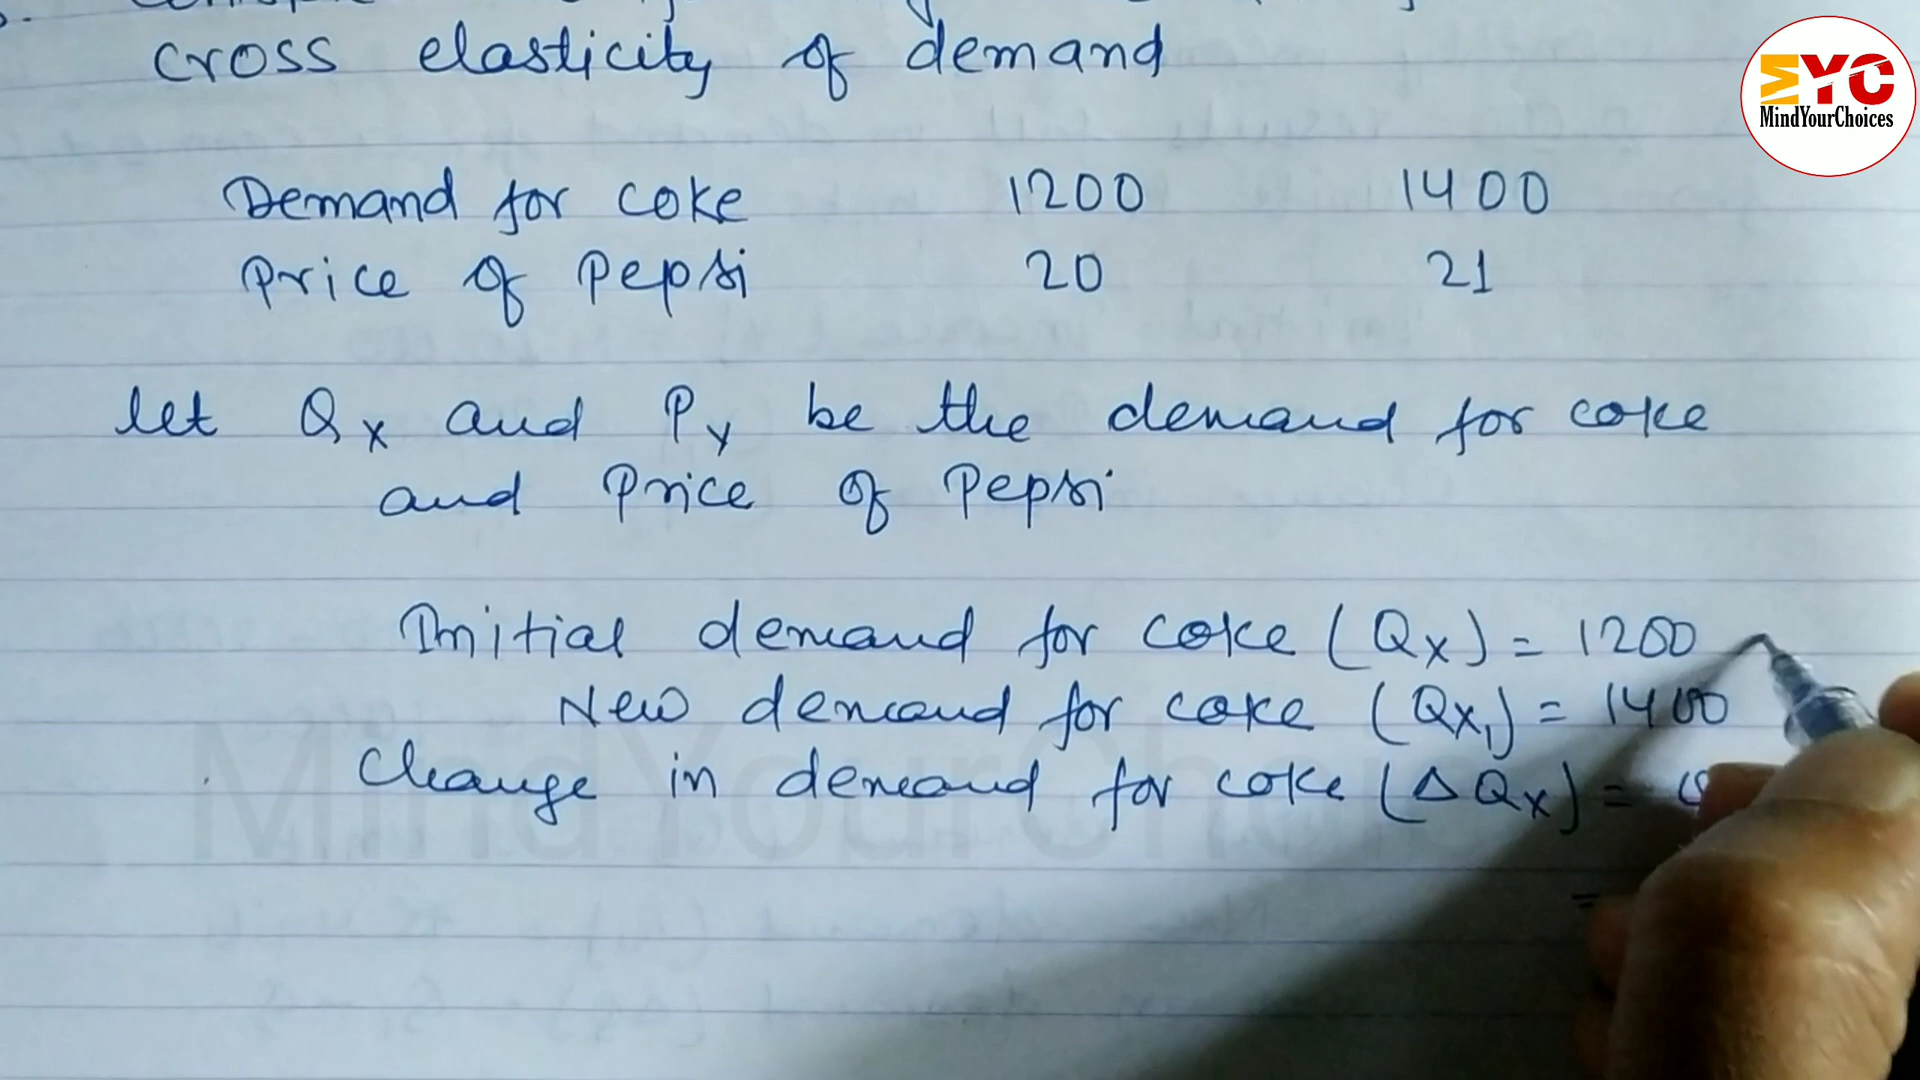 cross elasticity of demand
MYC
MindYourChoices
Demand for coke 1200 1400
Price of Pepsi 20 21
let Qx and Py be the demand for coke
and Price of Pepsi
Initial demand for coke (Qx) = 1200
New demand for coke (Qx1) = 1400
Change in demand for coke (ΔQx) =
=
MindYourChoic